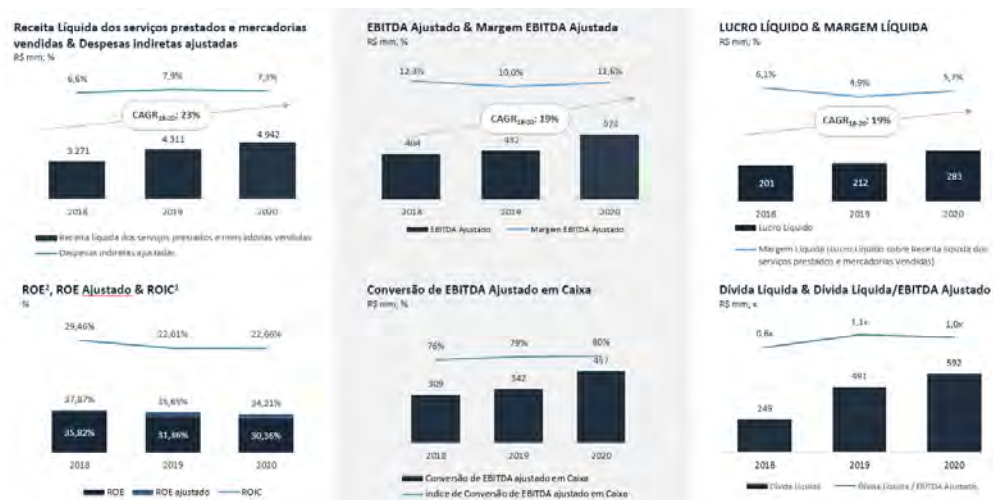 Receita Líquida dos serviços prestados e mercadorias
vendidas & Despesas indiretas ajustadas
R$ mm; %
6,6%
7,9%
7,3%
CAGR18-20: 23%
3.271
4.311
4.942
2018
2019
2020
Receita líquida dos serviços prestados e mercadorias vendidas
Despesas indiretas ajustadas
EBITDA Ajustado & Margem EBITDA Ajustada
R$ mm; %
12,3%
10,0%
11,6%
CAGR18-20: 19%
404
432
572
2018
2019
2020
EBITDA Ajustado
Margem EBITDA Ajustado
LUCRO LÍQUIDO & MARGEM LÍQUIDA
R$ mm; %
6,1%
4,9%
5,7%
CAGR18-20: 19%
201
212
283
2018
2019
2020
Lucro Líquido
Margem Líquida (Lucro Líquido sobre Receita líquida dos
serviços prestados e mercadorias vendidas)
ROE², ROE Ajustado & ROIC³
%
29,46%
22,61%
22,66%
37,87%
35,65%
34,21%
35,82%
31,36%
30,36%
2018
2019
2020
ROE
ROE ajustado
ROIC
Conversão de EBITDA Ajustado em Caixa
R$ mm; %
76%
79%
80%
309
342
457
2018
2019
2020
Conversão de EBITDA ajustado em Caixa
Índice de Conversão de EBITDA ajustado em Caixa
Dívida Líquida & Dívida Líquida/EBITDA Ajustado
R$ mm; x
0,6x
1,1x
1,0x
249
491
592
2018
2019
2020
Dívida Líquida
Dívida Líquida / EBITDA Ajustado